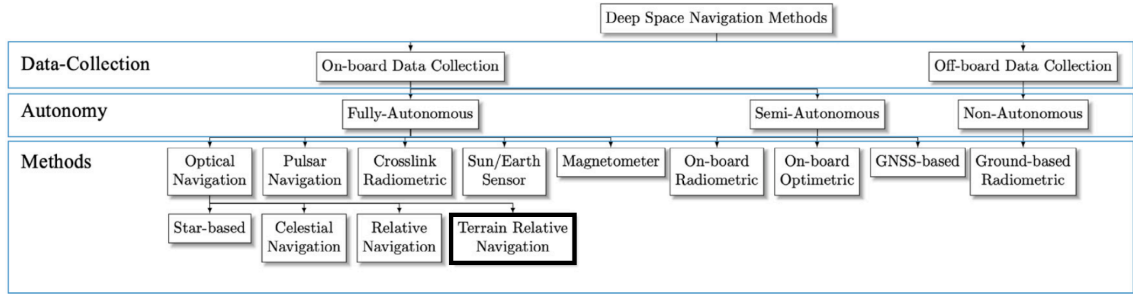 Deep Space Navigation Methods
Data-Collection
On-board Data Collection
Off-board Data Collection
Autonomy
Fully-Autonomous
Semi-Autonomous
Non-Autonomous
Methods
Optical
Navigation
Pulsar
Navigation
Crosslink
Radiometric
Sun/Earth
Sensor
Magnetometer
On-board
Radiometric
On-board
Optimetric
GNSS-based
Ground-based
Radiometric
Star-based
Celestial
Navigation
Relative
Navigation
Terrain Relative
Navigation